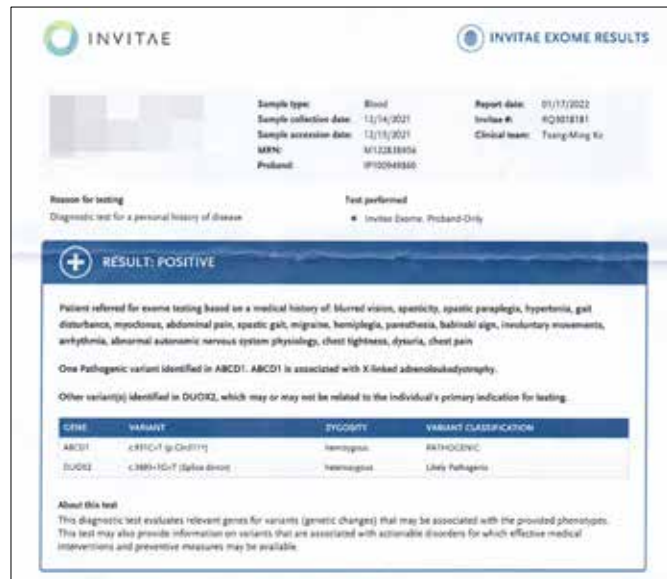 INVITAE
INVITAE EXOME RESULTS
Sample type: Blood
Sample collection date: 12/14/2021
Sample accession date: 12/15/2021
MRN:
Proband:
Report date: 01/17/2022
Invitae #: RQ3018181
Clinical team: Tsang-Ming Ko
Reason for testing
Diagnostic test for a personal history of disease
Test performed
Invitae Exome, Proband-Only
RESULT: POSITIVE
Patient referred for exome testing based on a medical history of: blurred vision, spasticity, spastic paraplegia, hypertonia, gait
disturbance, myoclonus, abdominal pain, spastic gait, migraine, hemiplegia, paresthesia, babinski sign, involuntary movements,
arrhythmia, abnormal autonomic nervous system physiology, chest tightness, dysuria, chest pain
One Pathogenic variant identified in ABCD1. ABCD1 is associated with X-linked adrenoleukodystrophy.
Other variant(s) identified in DUOX2, which may or may not be related to the individual's primary indication for testing.
GENE VARIANT ZYGOSITY VARIANT CLASSIFICATION
ABCD1 hemizygous PATHOGENIC
DUOX2 (Splice donor) heterozygous Likely Pathogenic
About this test
This diagnostic test evaluates relevant genes for variants (genetic changes) that may be associated with the provided phenotypes.
This test may also provide information on variants that are associated with actionable disorders for which effective medical
interventions and preventive measures may be available.